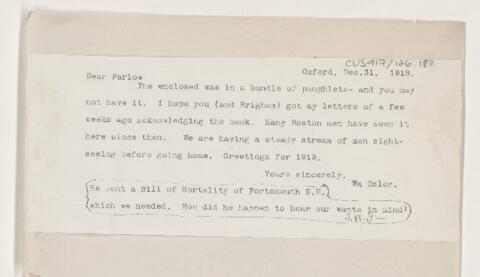 CUS417/126.187
Oxford, Dec.31, 1918.
Dear Farlow
The enclosed was in a bundle of pamphlets- and you may
not have it. I hope you (and Brigham) got my letters of a few
weeks ago acknowledging the book. Many Boston men have seen it
here since then. We are having a steady stream of men sight-
seeing before going home. Greetings for 1919.
Yours sincerely,
Wm Osler.
He sent a Bill of Mortality of Portsmouth N.H.
which we needed. How did he happen to bear our wants in mind?
J.W.F—